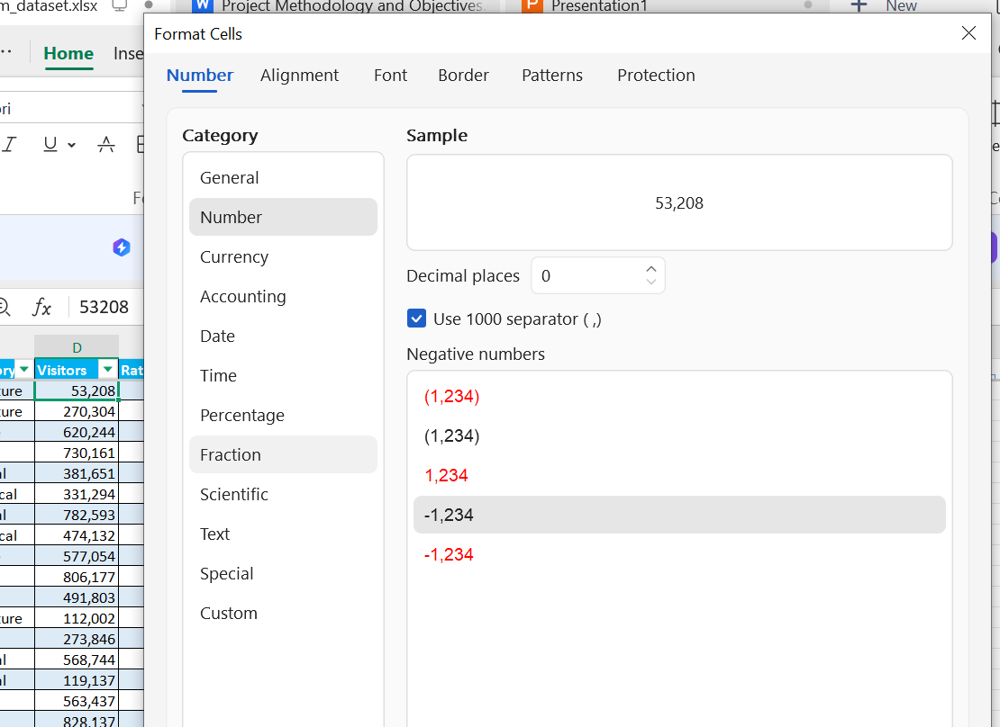 m_dataset.xlsx
W Project Methodology and Objectives.
P Presentation1
+ New
Format Cells
Home
Inse
Number Alignment Font Border Patterns Protection
ori
Category
Sample
General
Number
Currency
Accounting
Date
Time
Percentage
Fraction
Scientific
Text
Special
Custom
53,208
Decimal places 0
Use 1000 separator ( ,)
Negative numbers
(1,234)
(1,234)
1,234
-1,234
-1,234
I U A
Fo
fx 53208
D
ory Visitors Rat
ture 53,208
ture 270,304
620,244
730,161
al 381,651
cal 331,294
al 782,593
cal 474,132
577,054
806,177
491,803
ture 112,002
273,846
al 568,744
al 119,137
563,437
828,137